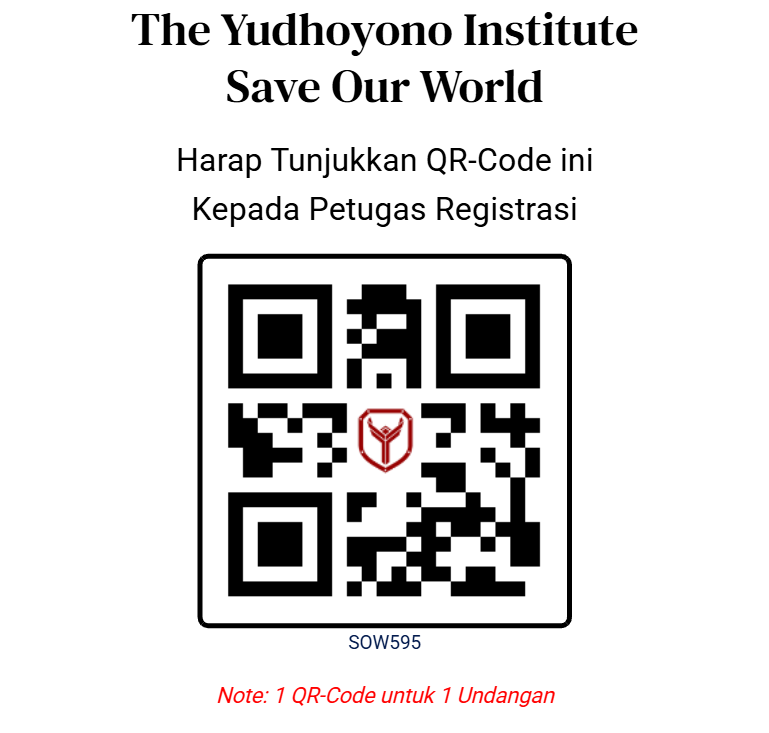 The Yudhoyono Institute
Save Our World
Harap Tunjukkan QR-Code ini
Kepada Petugas Registrasi
SOW595
Note: 1 QR-Code untuk 1 Undangan